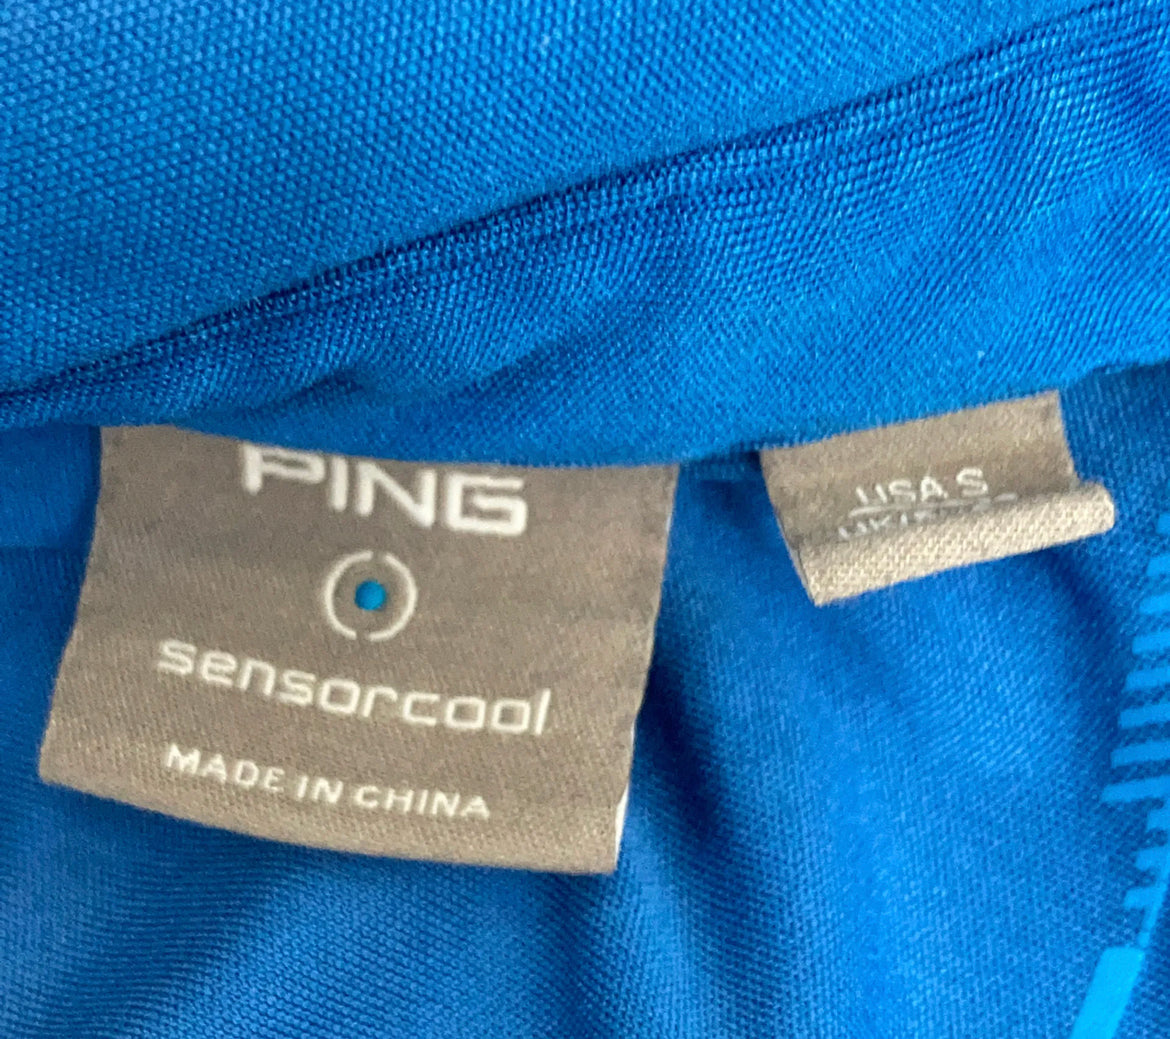 PING
sensorcool
MADE IN CHINA
USA S